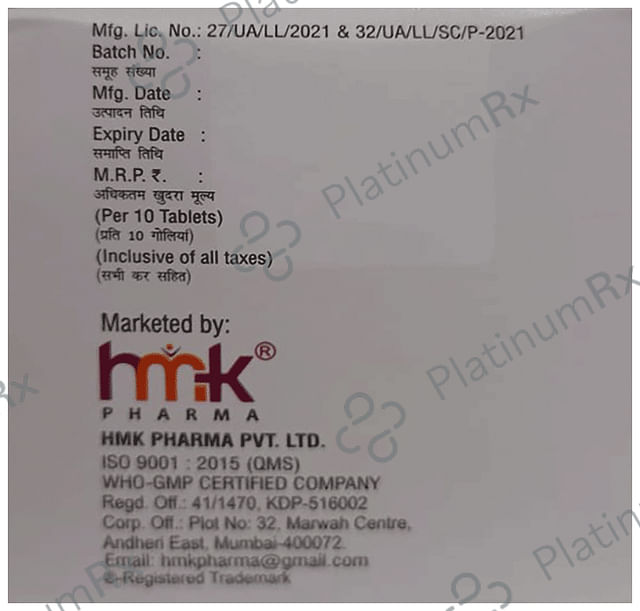 Mfg. Lic. No.: 27/UA/LL/2021 & 32/UA/LL/SC/P-2021
Batch No. :
समूह संख्या
Mfg. Date :
उत्पादन तिथि
Expiry Date :
समाप्ति तिथि
M.R.P. ₹. :
अधिकतम खुदरा मूल्य
(Per 10 Tablets)
(प्रति 10 गोलियां)
(Inclusive of all taxes)
(सभी कर सहित)
Marketed by:
hmk®
PHARMA
HMK PHARMA PVT. LTD.
ISO 9001 : 2015 (QMS)
WHO-GMP CERTIFIED COMPANY
Regd. Off.: 41/1470, KDP-516002
Corp. Off.: Plot No: 32, Marwah Centre,
Andheri East, Mumbai-400072.
Email: hmkpharma@gmail.com
®-Registered Trademark
PlatinumRx
PlatinumRx
PlatinumRx
PlatinumRx
Rx
PlatinumRx
Platin